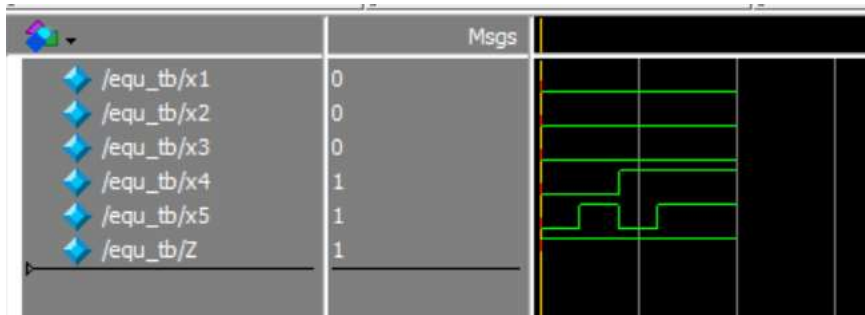 Msgs
/equ_tb/x1 0
/equ_tb/x2 0
/equ_tb/x3 0
/equ_tb/x4 1
/equ_tb/x5 1
/equ_tb/Z 1